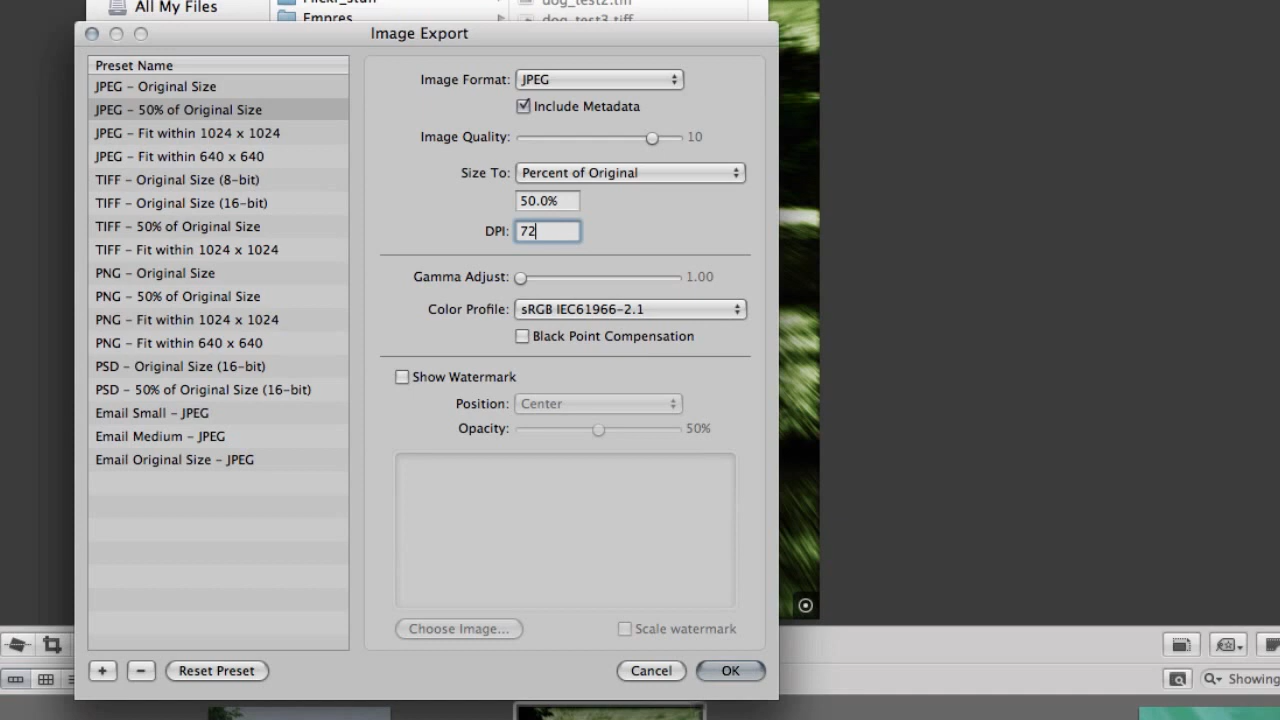 All My Files
Flickr_stuff
Empres
dog_test2.tiff
dog_test3.tiff
Image Export
Preset Name
JPEG – Original Size
JPEG – 50% of Original Size
JPEG – Fit within 1024 x 1024
JPEG – Fit within 640 x 640
TIFF – Original Size (8-bit)
TIFF – Original Size (16-bit)
TIFF – 50% of Original Size
TIFF – Fit within 1024 x 1024
PNG – Original Size
PNG – 50% of Original Size
PNG – Fit within 1024 x 1024
PNG – Fit within 640 x 640
PSD – Original Size (16-bit)
PSD – 50% of Original Size (16-bit)
Email Small – JPEG
Email Medium – JPEG
Email Original Size – JPEG
Image Format: JPEG
Include Metadata
Image Quality: 10
Size To: Percent of Original
50.0%
DPI: 72
Gamma Adjust: 1.00
Color Profile: sRGB IEC61966-2.1
Black Point Compensation
Show Watermark
Position: Center
Opacity: 50%
Choose Image...
Scale watermark
+ - Reset Preset
Cancel
OK
Showing